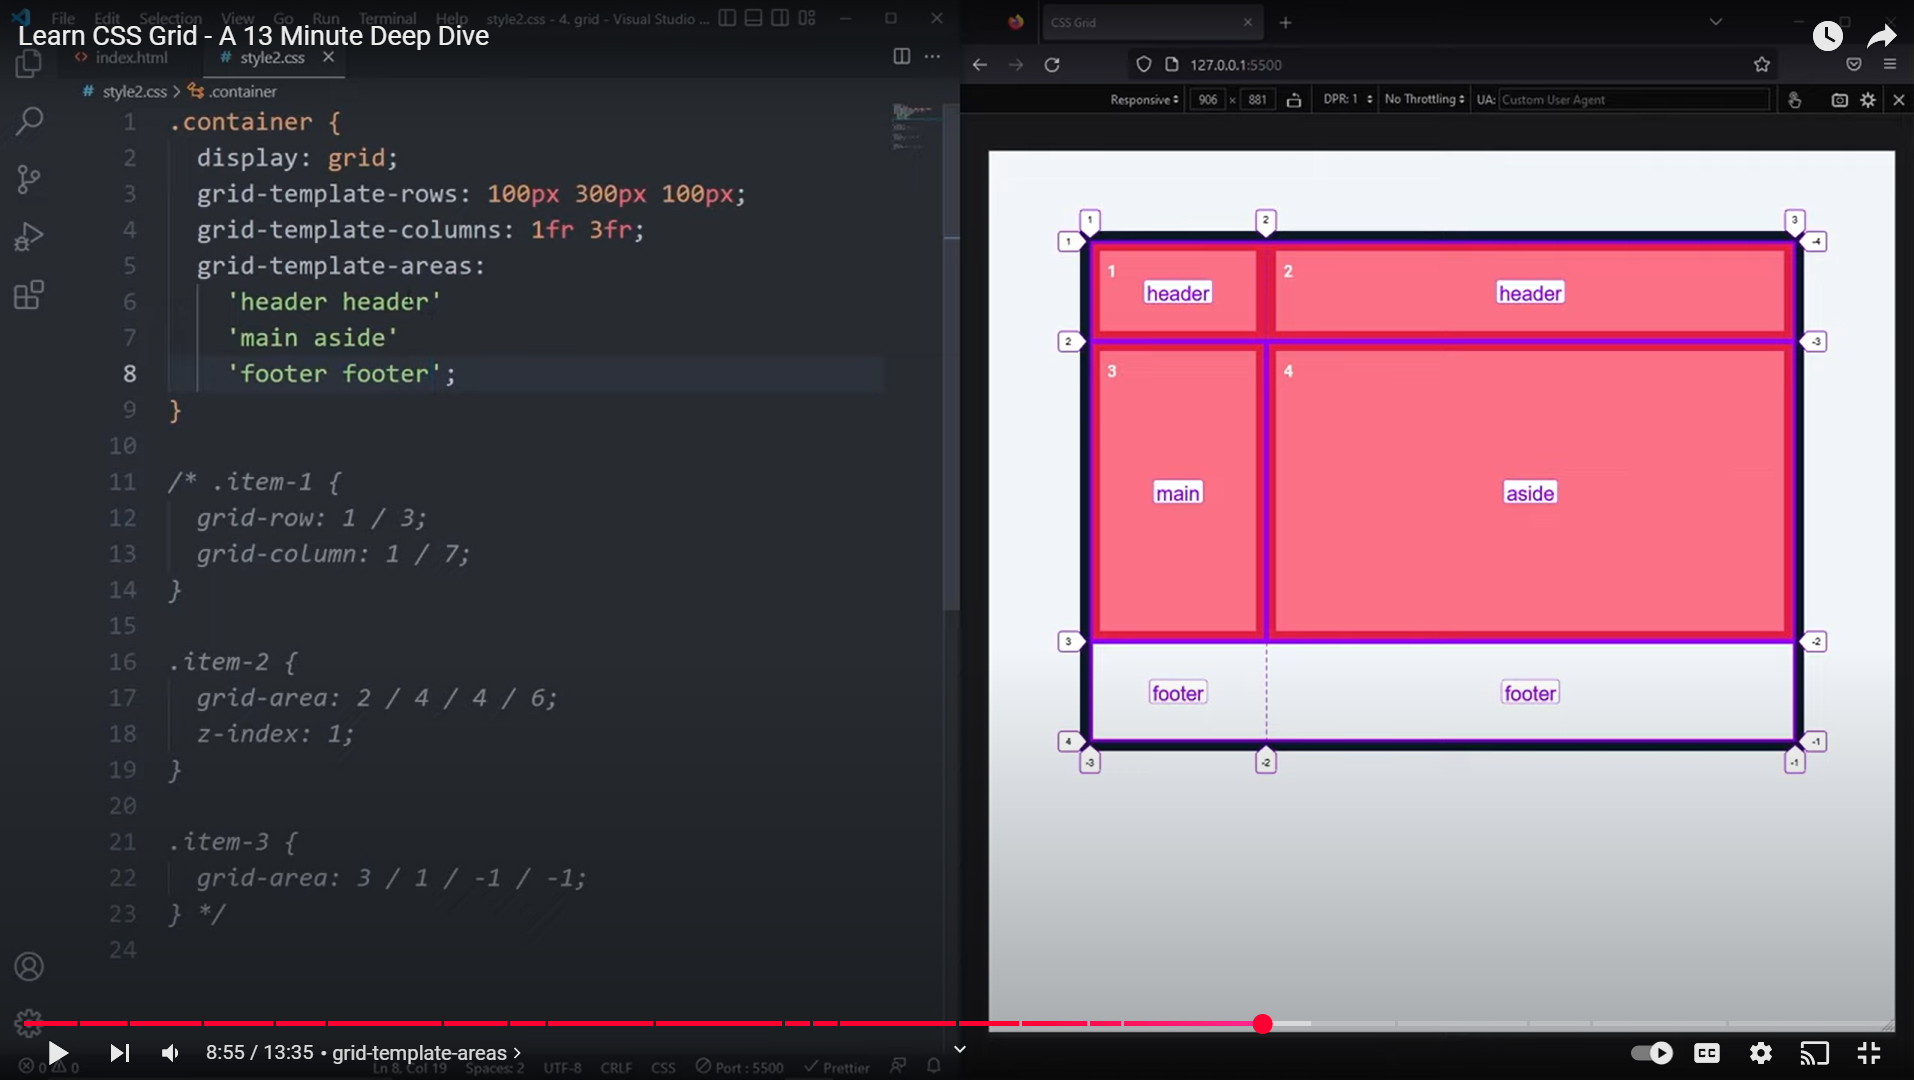 File Edit Selection View Go Run Terminal Help style2.css - 4. grid - Visual Studio ...
Learn CSS Grid - A 13 Minute Deep Dive
index.html
# style2.css
# style2.css > .container
1 .container {
2 display: grid;
3 grid-template-rows: 100px 300px 100px;
4 grid-template-columns: 1fr 3fr;
5 grid-template-areas:
6 'header header'
7 'main aside'
8 'footer footer';
9 }
10
11 /* .item-1 {
12 grid-row: 1 / 3;
13 grid-column: 1 / 7;
14 }
15
16 .item-2 {
17 grid-area: 2 / 4 / 4 / 6;
18 z-index: 1;
19 }
20
21 .item-3 {
22 grid-area: 3 / 1 / -1 / -1;
23 } */
24
CSS Grid
127.0.0.1:5500
Responsive 906 × 881 DPR: 1 No Throttling UA: Custom User Agent
1 2 3
1 -4
1 2
header header
2 -3
3 4
main aside
3 -2
footer footer
4 -1
-3 -2 -1
8:55 / 13:35 • grid-template-areas >
CC
0 0 Ln 8, Col 19 Spaces: 2 UTF-8 CRLF CSS Port : 5500 Prettier